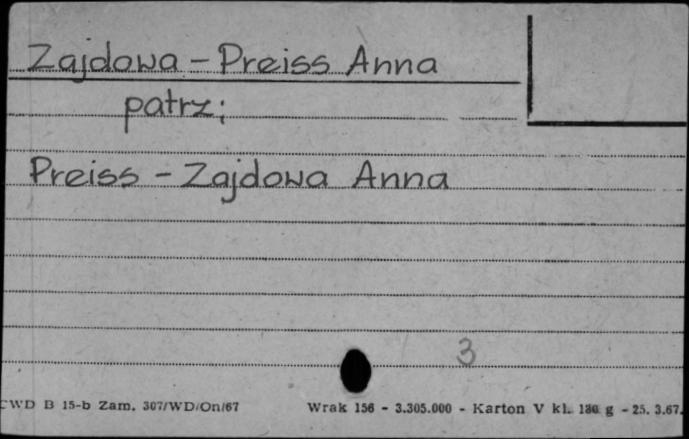 Zajdowa - Preiss Anna
patrz;
Preiss - Zajdowa Anna
3
CWD B 15-b Zam. 307/WD/On/67 Wrak 156 - 3.305.000 - Karton V kl. 180 g - 25. 3.67.